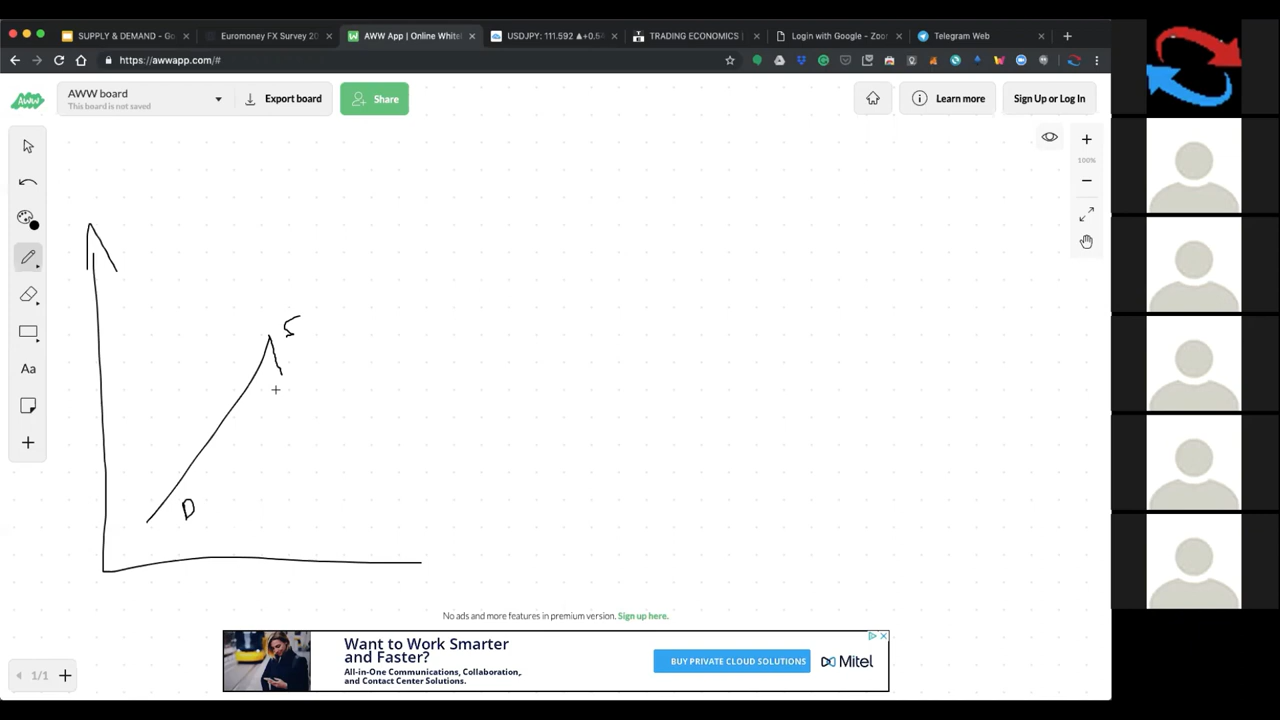 SUPPLY & DEMAND - Go
Euromoney FX Survey 20
AWW App | Online Whitel
USDJPY: 111.592 ▲+0.5
TRADING ECONOMICS |
Login with Google - Zoo
Telegram Web
https://awwapp.com/#
AWW
AWW board
This board is not saved
Export board
Share
Learn more
Sign Up or Log In
100%
S
Aa
D
No ads and more features in premium version. Sign up here.
Want to Work Smarter
and Faster?
All-in-One Communications, Collaboration,
and Contact Center Solutions.
BUY PRIVATE CLOUD SOLUTIONS
Mitel
1/1